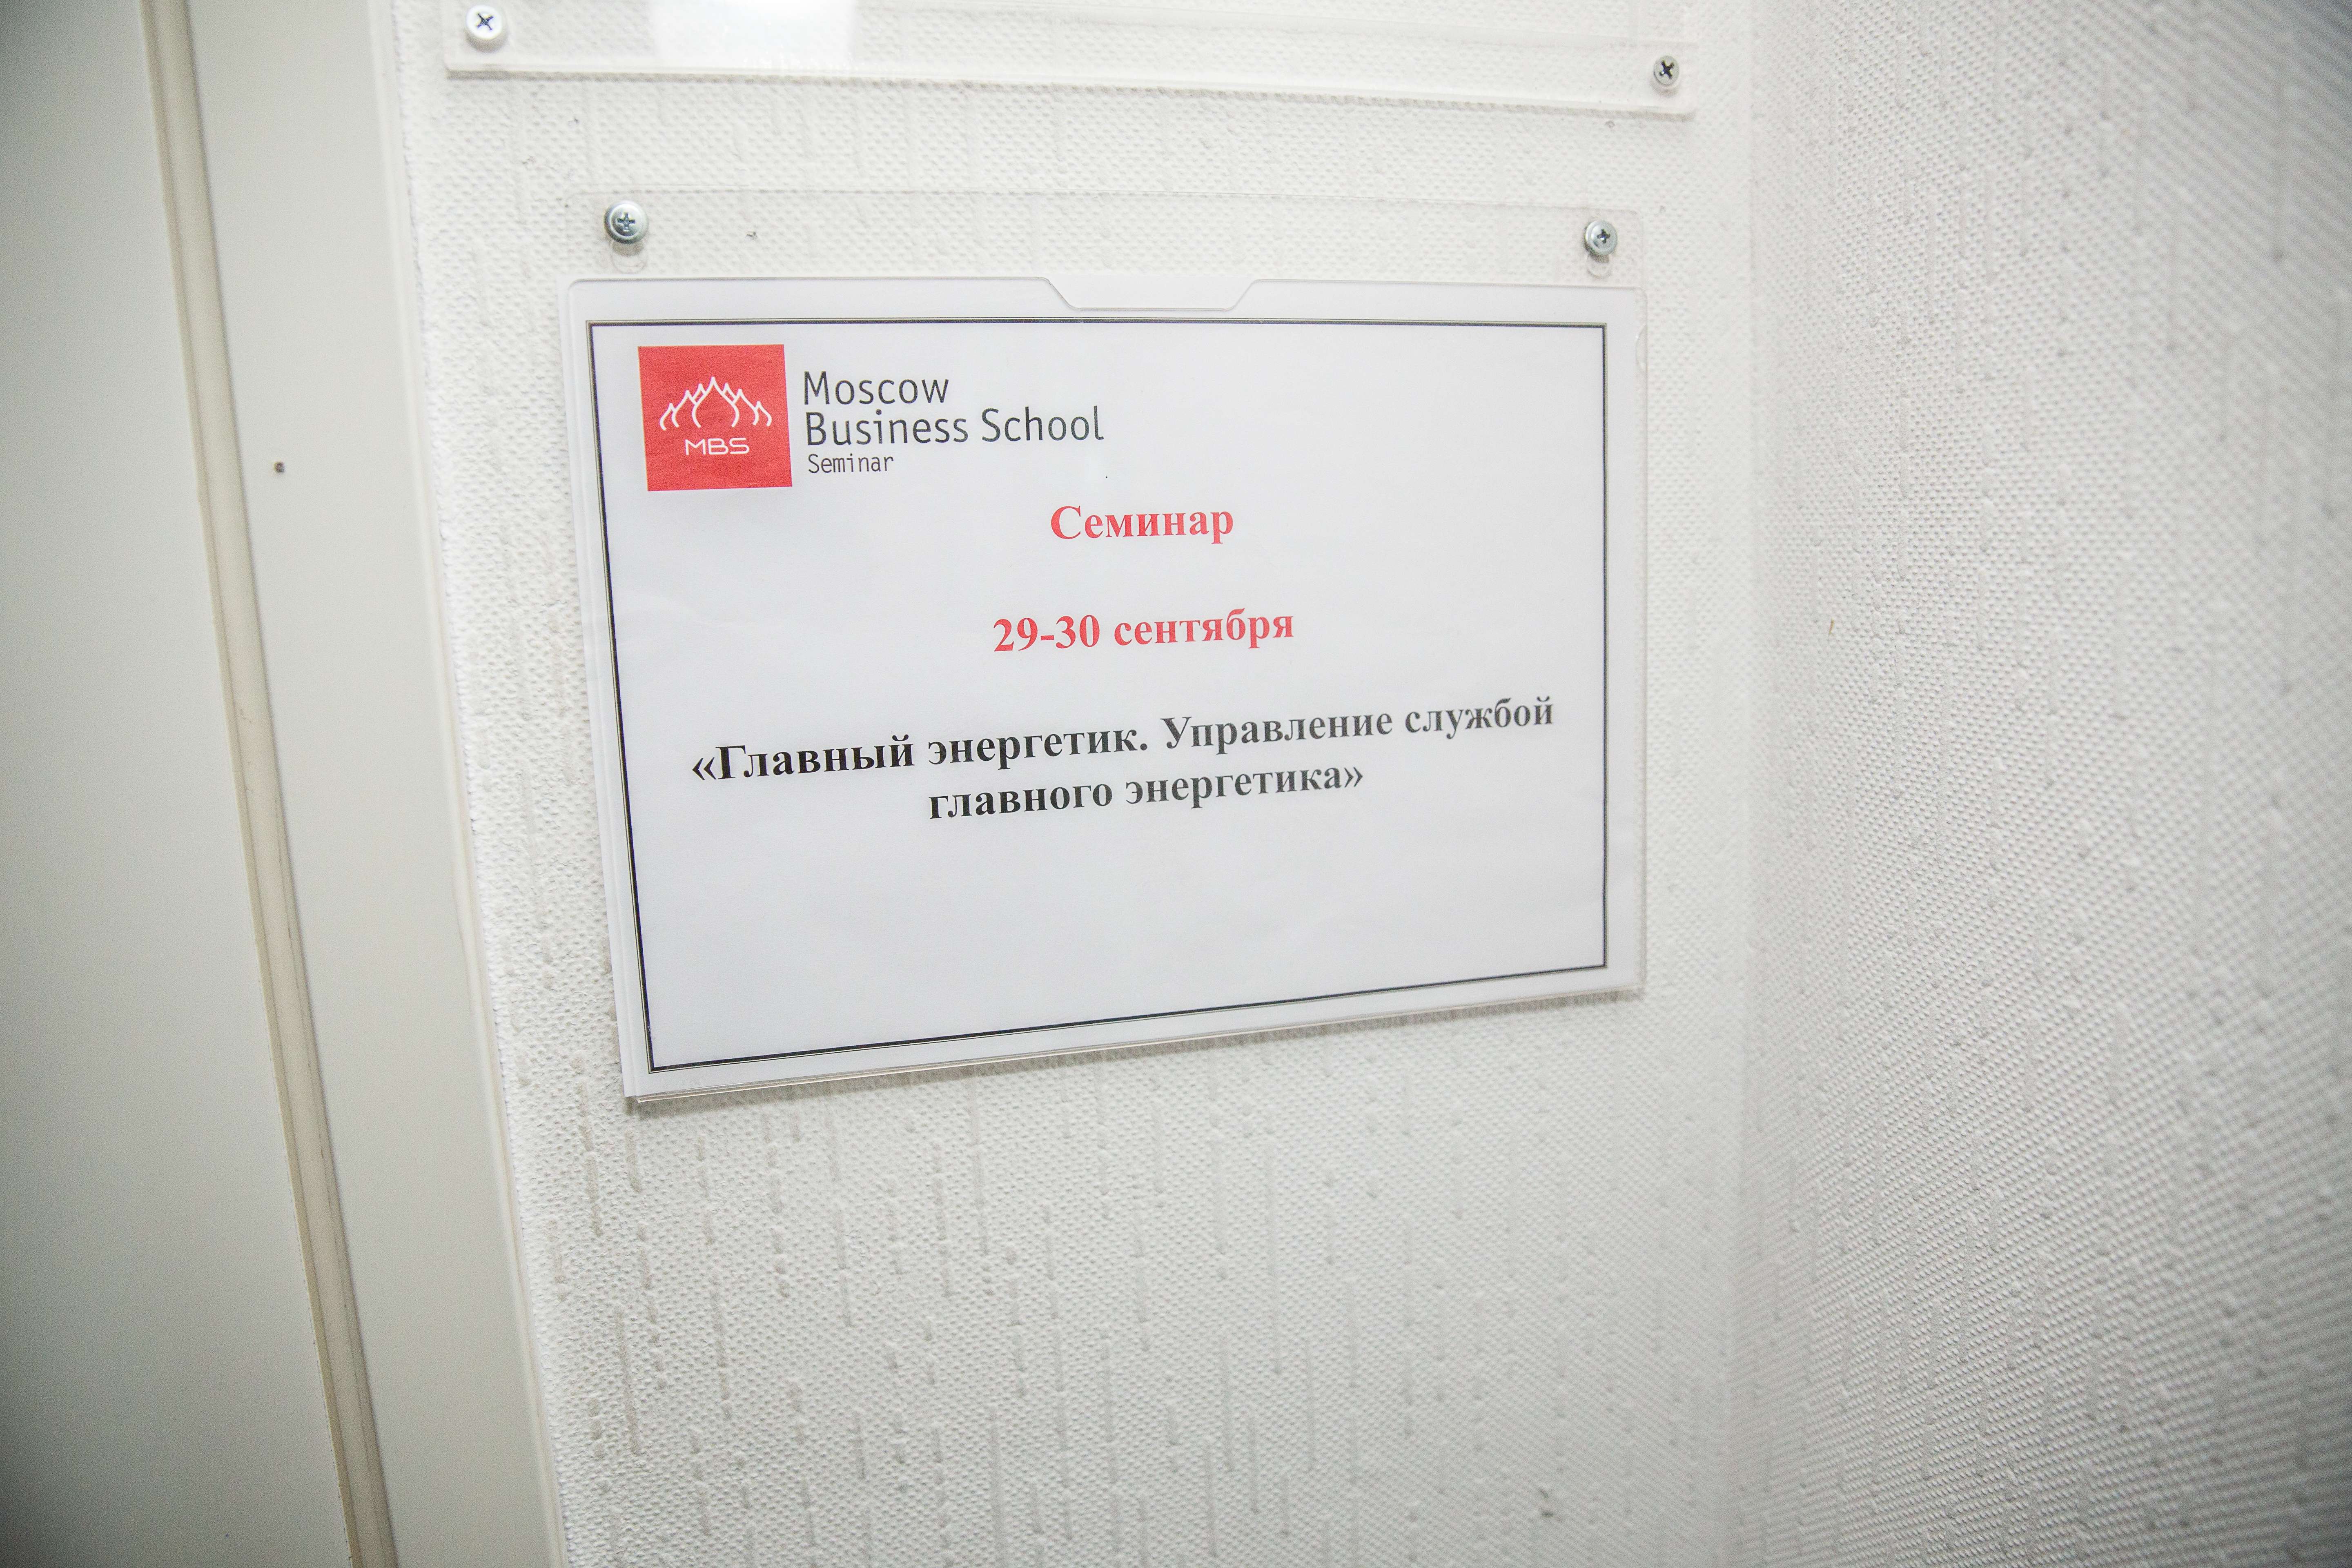 MBS
Moscow
Business School
Seminar
Семинар
29-30 сентября
«Главный энергетик. Управление службой
главного энергетика»